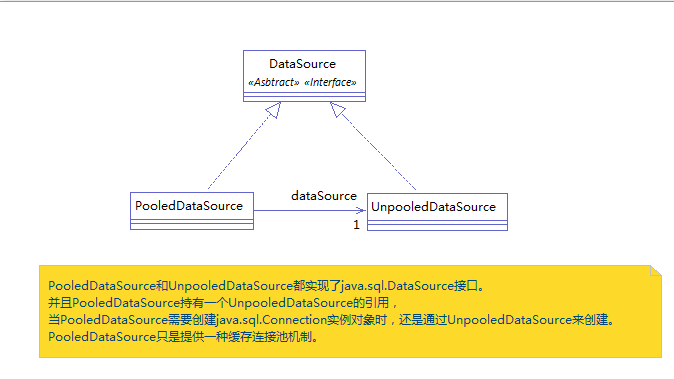 DataSource
«Asbtract» «Interface»
PooledDataSource
dataSource
1
UnpooledDataSource
PooledDataSource和UnpooledDataSource都实现了java.sql.DataSource接口。
并且PooledDataSource持有一个UnpooledDataSource的引用，
当PooledDataSource需要创建java.sql.Connection实例对象时，还是通过UnpooledDataSource来创建。
PooledDataSource只是提供一种缓存连接池机制。